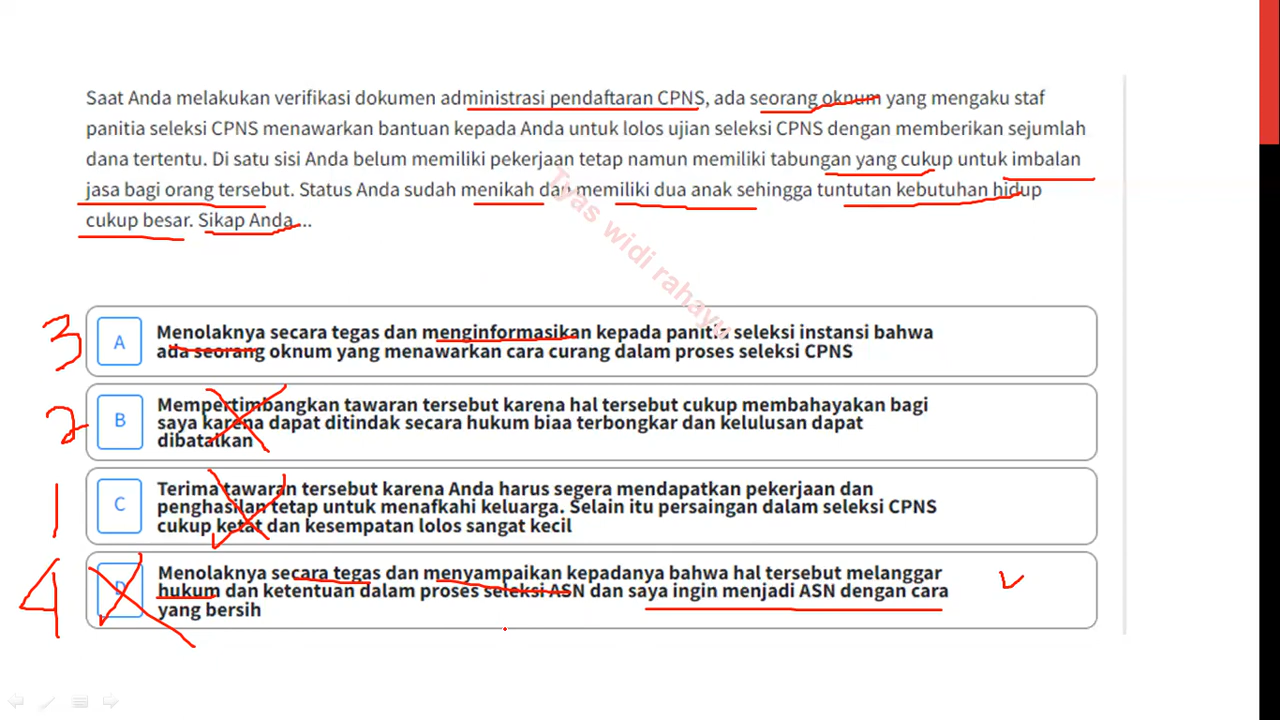 Saat Anda melakukan verifikasi dokumen administrasi pendaftaran CPNS, ada seorang oknum yang mengaku staf
panitia seleksi CPNS menawarkan bantuan kepada Anda untuk lolos ujian seleksi CPNS dengan memberikan sejumlah
dana tertentu. Di satu sisi Anda belum memiliki pekerjaan tetap namun memiliki tabungan yang cukup untuk imbalan
jasa bagi orang tersebut. Status Anda sudah menikah dan memiliki dua anak sehingga tuntutan kebutuhan hidup
cukup besar. Sikap Anda...
Tyas widi rahayu
3
A
Menolaknya secara tegas dan menginformasikan kepada panitia seleksi instansi bahwa
ada seorang oknum yang menawarkan cara curang dalam proses seleksi CPNS
2
B
Mempertimbangkan tawaran tersebut karena hal tersebut cukup membahayakan bagi
saya karena dapat ditindak secara hukum biaa terbongkar dan kelulusan dapat
dibatalkan
1
C
Terima tawaran tersebut karena Anda harus segera mendapatkan pekerjaan dan
penghasilan tetap untuk menafkahi keluarga. Selain itu persaingan dalam seleksi CPNS
cukup ketat dan kesempatan lolos sangat kecil
4
D
Menolaknya secara tegas dan menyampaikan kepadanya bahwa hal tersebut melanggar
hukum dan ketentuan dalam proses seleksi ASN dan saya ingin menjadi ASN dengan cara
yang bersih